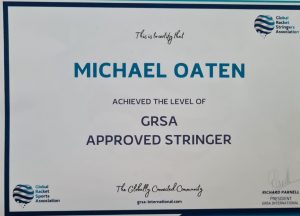 Global
Racket
Stringers
Association
This is to certify that
MICHAEL OATEN
ACHIEVED THE LEVEL OF
GRSA
APPROVED STRINGER
The Globally Connected Community
grsa-international.com
Global
Racket
Sports
Association
RICHARD PARNELL
PRESIDENT
GRSA INTERNATIONAL